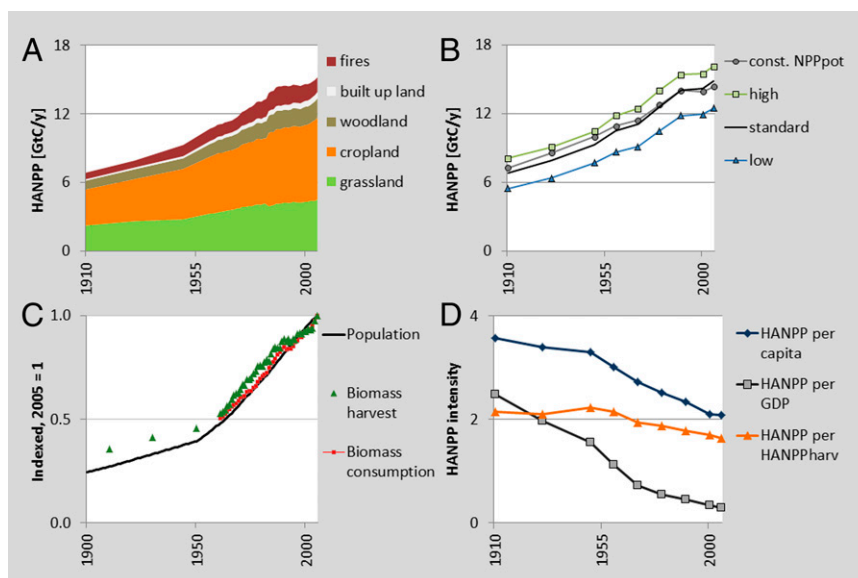 A
18
12
6
0
HANPP [GtC/y]
1910
1955
2000
fires
built up land
woodland
cropland
grassland
B
18
12
6
0
HANPP [GtC/y]
1910
1955
2000
const. NPPpot
high
standard
low
C
1.0
0.5
0.0
Indexed, 2005 = 1
1900
1950
2000
Population
Biomass
harvest
Biomass
consumption
D
4
2
0
HANPP intensity
1910
1955
2000
HANPP per
capita
HANPP per
GDP
HANPP per
HANPPharv